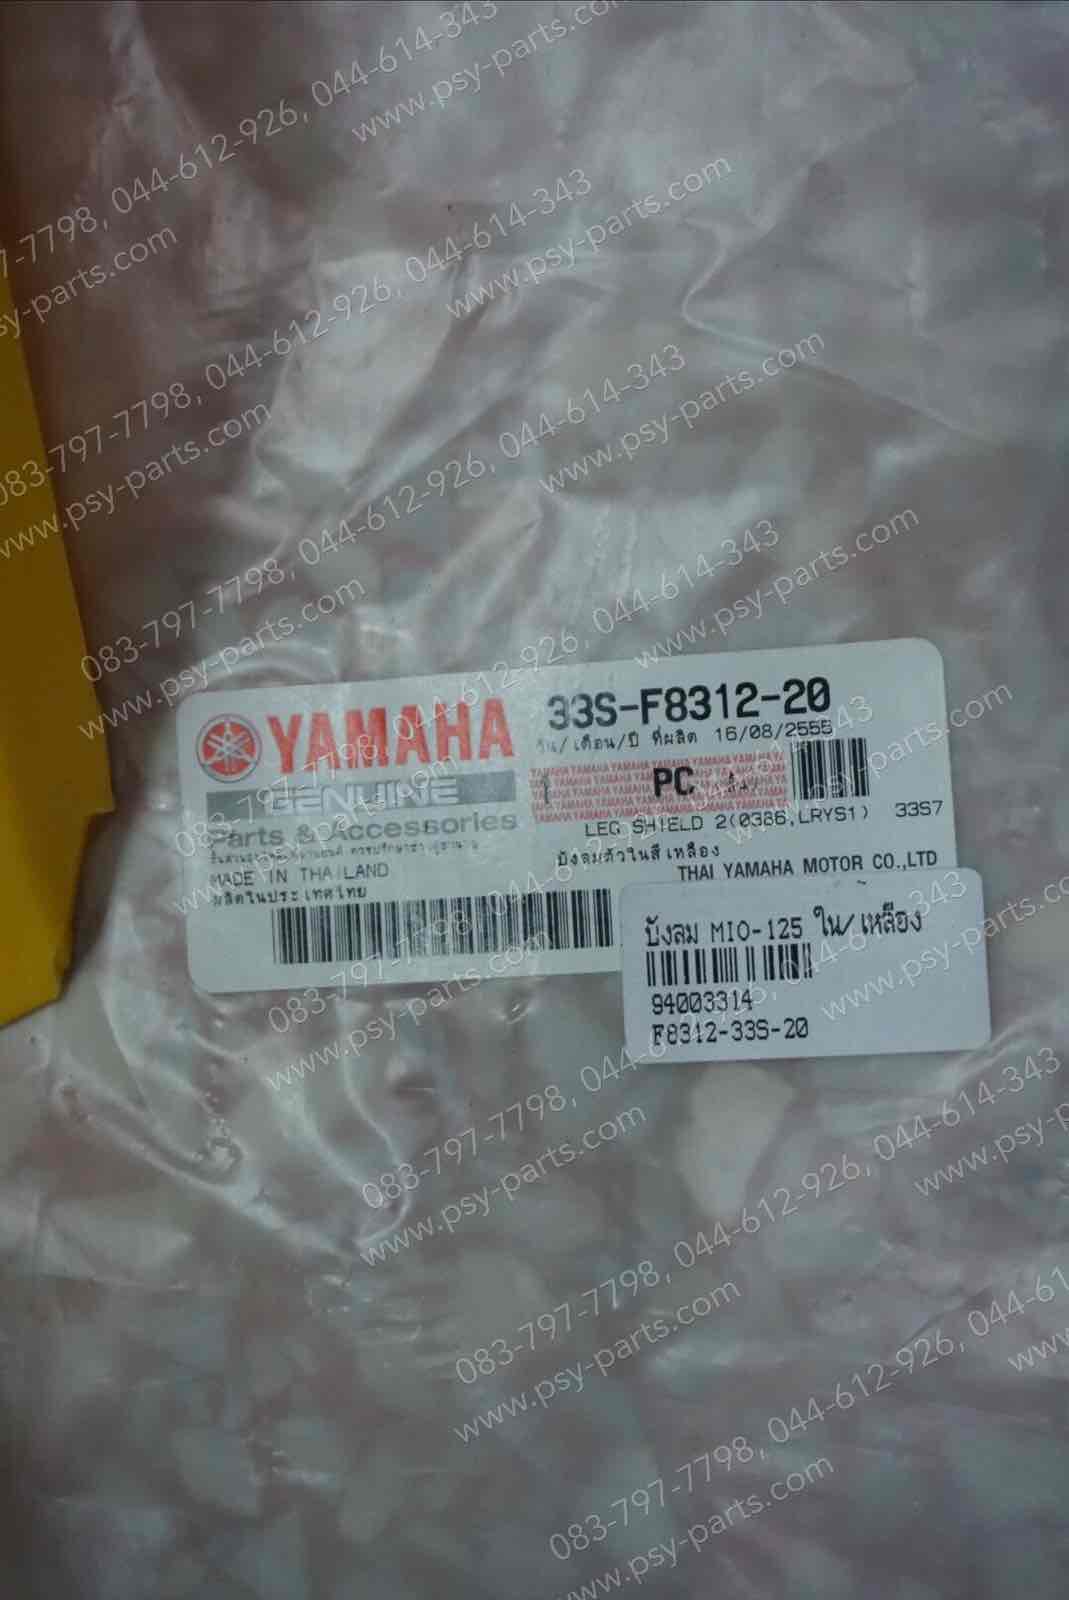 083-797-7798, 044-612-926, 044-614-343
www.psy-parts.com
YAMAHA
GENUINE
Parts & Accessories
MADE IN THAILAND
ผลิตในประเทศไทย
33S-F8312-20
วัน/เดือน/ปี ที่ผลิต 16/08/2555
1 PC
LEG SHIELD 2(0386,LRYS1) 33S7
บังลมตัวในสีเหลือง
THAI YAMAHA MOTOR CO.,LTD
บังลม MIO-125 ใน/เหลือง
94003314
F8312-33S-20